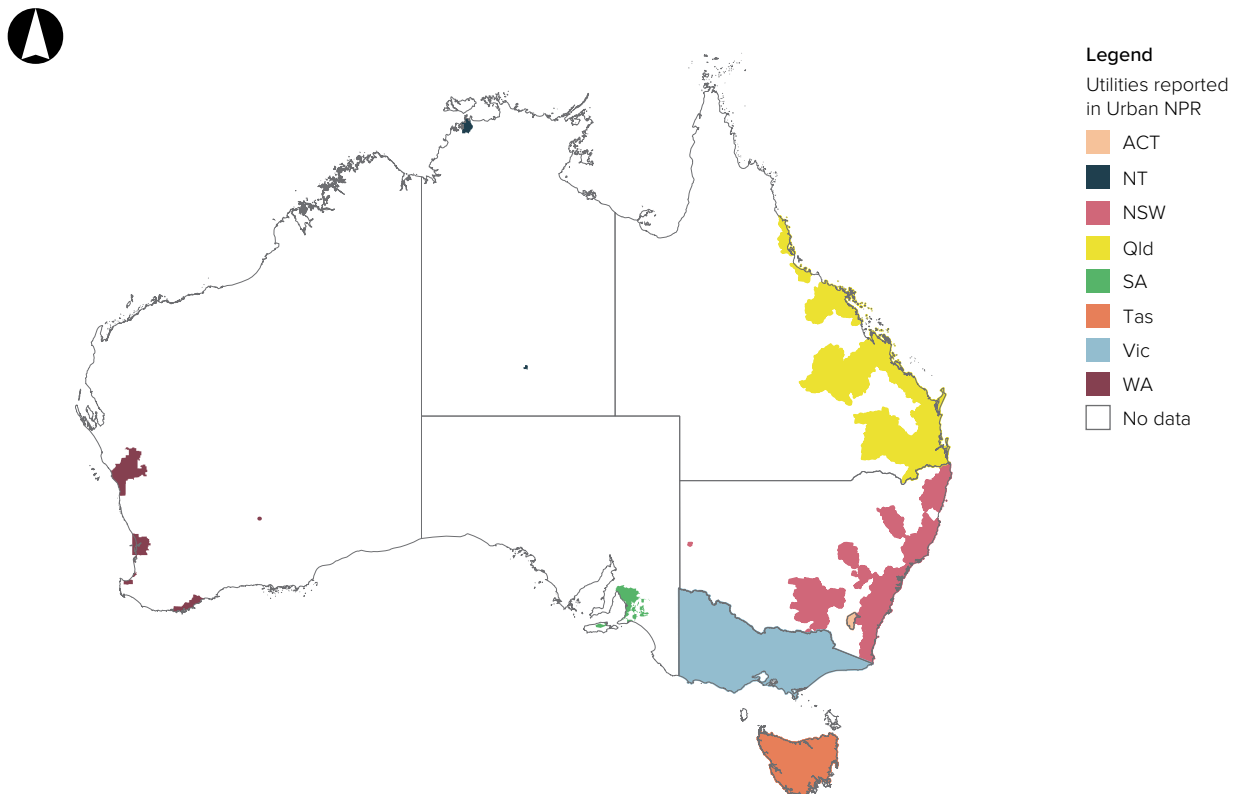 Legend
Utilities reported
in Urban NPR
ACT
NT
NSW
Qld
SA
Tas
Vic
WA
No data